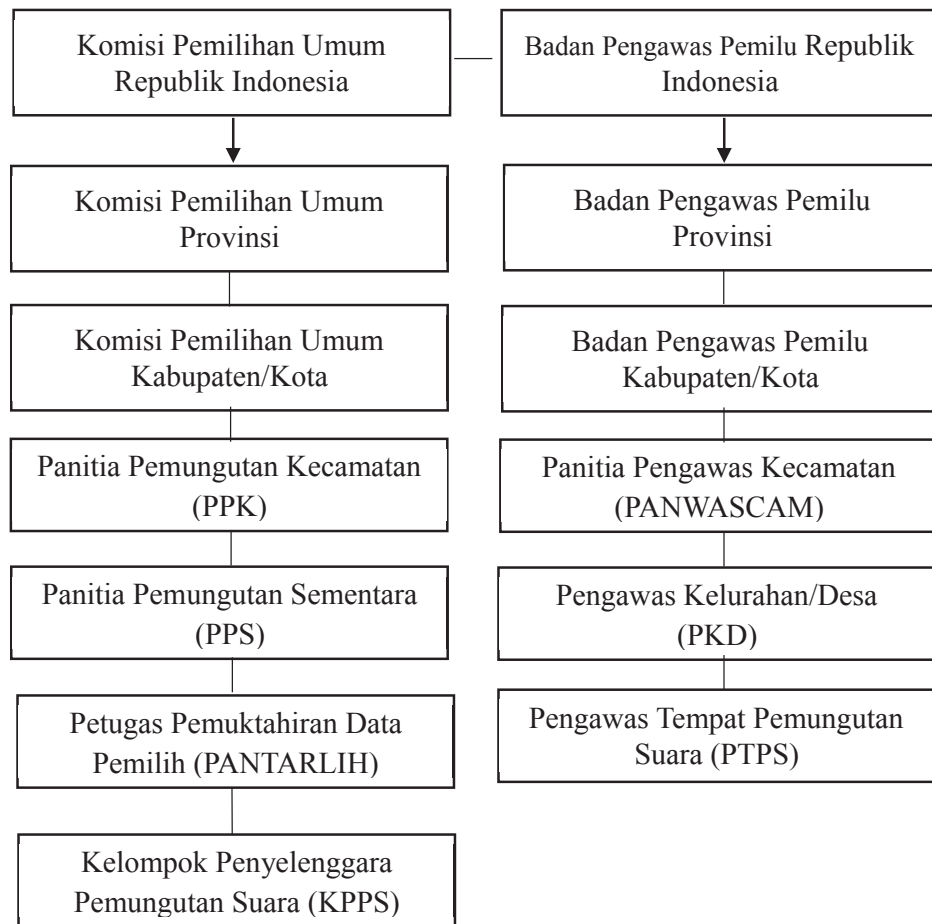 Komisi Pemilihan Umum
Republik Indonesia
Badan Pengawas Pemilu Republik
Indonesia
Komisi Pemilihan Umum
Provinsi
Badan Pengawas Pemilu
Provinsi
Komisi Pemilihan Umum
Kabupaten/Kota
Badan Pengawas Pemilu
Kabupaten/Kota
Panitia Pemungutan Kecamatan
(PPK)
Panitia Pengawas Kecamatan
(PANWASCAM)
Panitia Pemungutan Sementara
(PPS)
Pengawas Kelurahan/Desa
(PKD)
Petugas Pemuktahiran Data
Pemilih (PANTARLIH)
Pengawas Tempat Pemungutan
Suara (PTPS)
Kelompok Penyelenggara
Pemungutan Suara (KPPS)